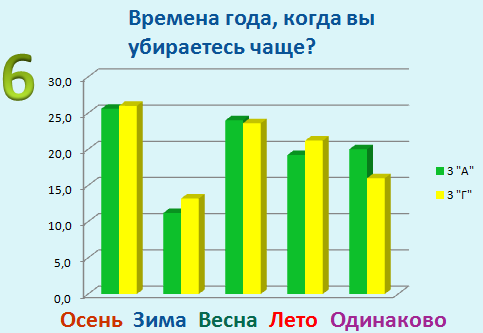 Времена года, когда вы
убираетесь чаще?
6
30,0
25,0
20,0
15,0
10,0
5,0
0,0
3 "А"
3 "Г"
Осень Зима Весна Лето Одинаково